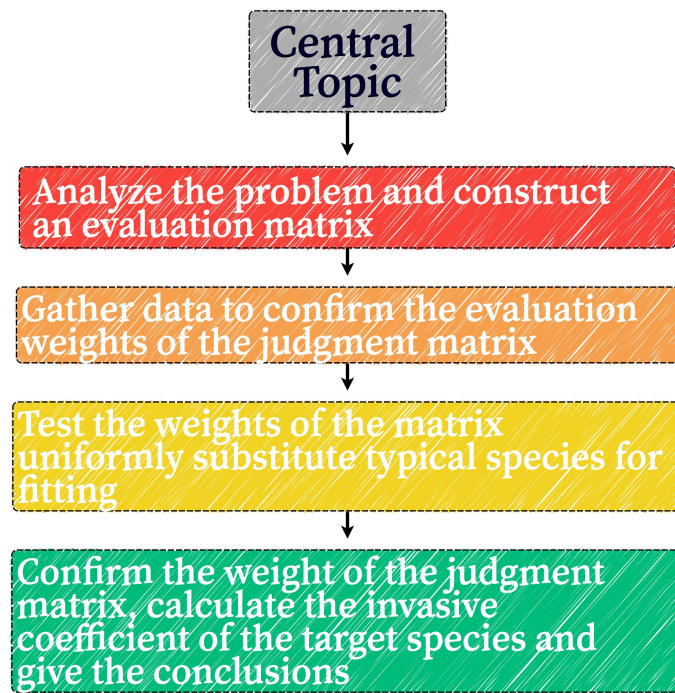 Central
Topic
Analyze the problem and construct
an evaluation matrix
Gather data to confirm the evaluation
weights of the judgment matrix
Test the weights of the matrix
uniformly substitute typical species for
fitting
Confirm the weight of the judgment
matrix, calculate the invasive
coefficient of the target species and
give the conclusions